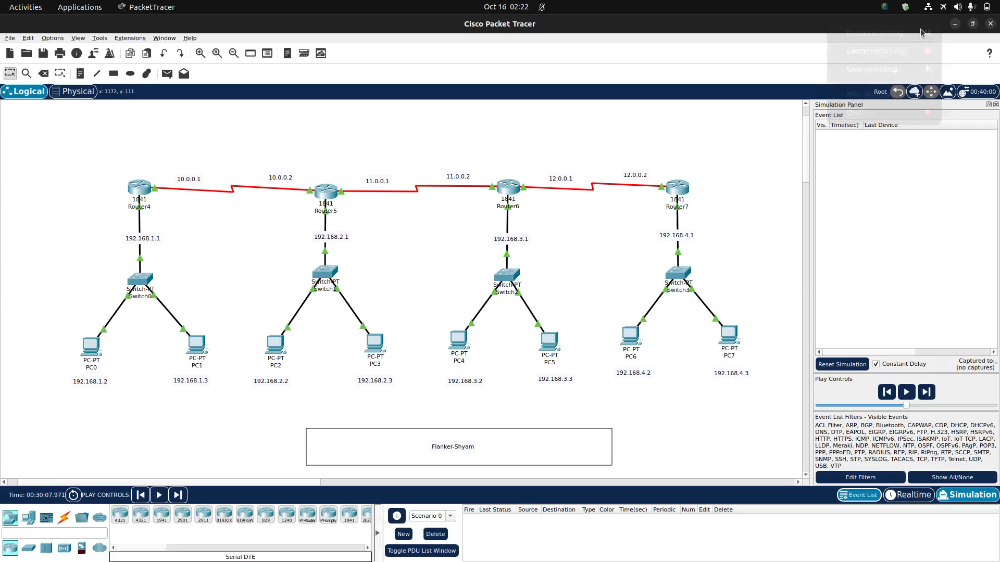 Activities Applications PacketTracer Oct 16 02:22
Cisco Packet Tracer
File Edit Options View Tools Extensions Window Help
Pause recording...
Cancel recording
Save recording
?
Logical Physical x: 1172, y: 111 Root 00:40:00
Simulation Panel
Event List
Vis. Time(sec) Last Device
10.0.0.1 10.0.0.2 11.0.0.1 11.0.0.2 12.0.0.1 12.0.0.2
1841 1841 1841 1841
Router4 Router5 Router6 Router7
192.168.1.1 192.168.2.1 192.168.3.1 192.168.4.1
Switch-PT Switch-PT Switch-PT Switch-PT
Switch0 Switch1 Switch2 Switch3
PC-PT PC-PT PC-PT PC-PT PC-PT PC-PT PC-PT PC-PT
PC0 PC1 PC2 PC3 PC4 PC5 PC6 PC7
192.168.1.2 192.168.1.3 192.168.2.2 192.168.2.3 192.168.3.2 192.168.3.3 192.168.4.2 192.168.4.3
Flanker-Shyam
Reset Simulation Constant Delay Captured to:
(no captures)
Play Controls
Event List Filters - Visible Events
ACL Filter, ARP, BGP, Bluetooth, CAPWAP, CDP, DHCP, DHCPv6,
DNS, DTP, EAPOL, EIGRP, EIGRPv6, FTP, H.323, HSRP, HSRPv6,
HTTP, HTTPS, ICMP, ICMPv6, IPSec, ISAKMP, IoT, IoT TCP, LACP,
LLDP, Meraki, NDP, NETFLOW, NTP, OSPF, OSPFv6, PAgP, POP3,
PPP, PPPoED, PTP, RADIUS, REP, RIP, RIPng, RTP, SCCP, SMTP,
SNMP, SSH, STP, SYSLOG, TACACS, TCP, TFTP, Telnet, UDP,
USB, VTP
Edit Filters Show All/None
Time: 00:30:07.971 PLAY CONTROLS: Event List Realtime Simulation
4331 4321 1941 2901 2911 819IOX 819HGW 829 1240 PT-Router PT-Empty 1841 2620
Scenario 0
New Delete
Toggle PDU List Window
Serial DTE
Fire Last Status Source Destination Type Color Time(sec) Periodic Num Edit Delete